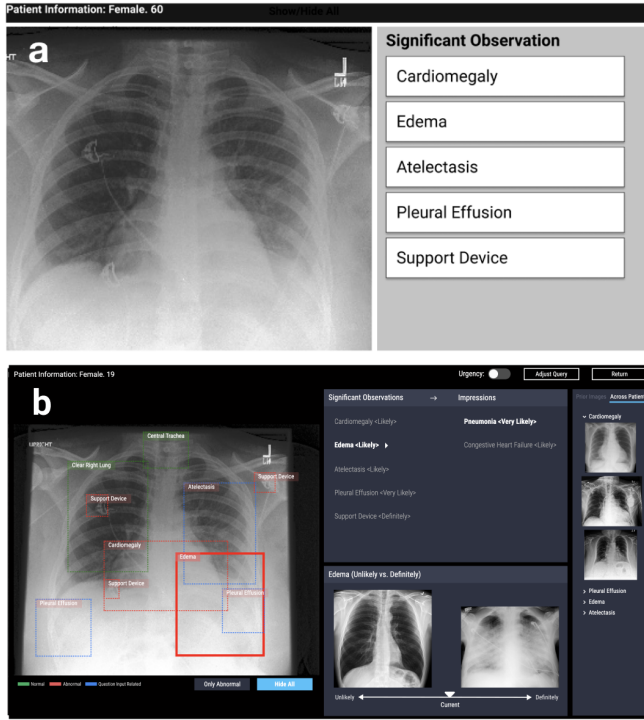 Patient Information: Female. 60
Show/Hide All
a
Significant Observation
Cardiomegaly
Edema
Atelectasis
Pleural Effusion
Support Device
Patient Information: Female. 19
Urgency:
Adjust Query
Return
b
UPRIGHT
Central Trachea
Clear Right Lung
Support Device
Atelectasis
Support Device
Cardiomegaly
Edema
Support Device
Pleural Effusion
Pleural Effusion
Normal
Abnormal
Question Input Related
Only Abnormal
Hide All
Significant Observations → Impressions
Cardiomegaly <Likely>
Pneumonia <Very Likely>
Edema <Likely>
Congestive Heart Failure <Likely>
Atelectasis <Likely>
Pleural Effusion <Very Likely>
Support Device <Definitely>
Edema (Unlikely vs. Definitely)
Unlikely
Definitely
Current
Prior Images
Across Patient
Cardiomegaly
Pleural Effusion
Edema
Atelectasis